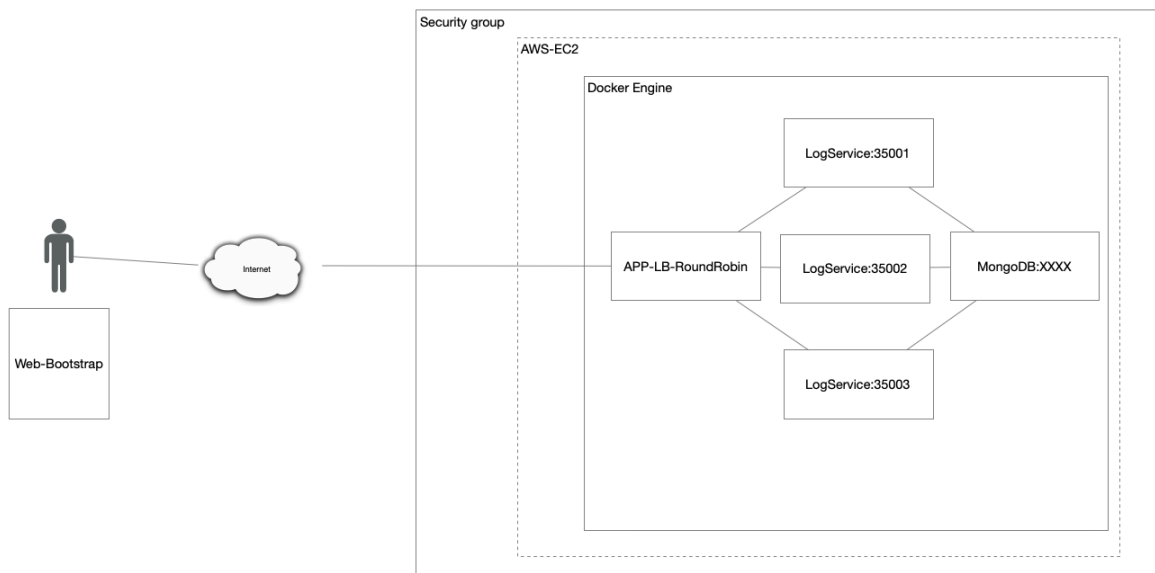 Security group
AWS-EC2
Docker Engine
LogService:35001
APP-LB-RoundRobin
LogService:35002
MongoDB:XXXX
Internet
Web-Bootstrap
LogService:35003